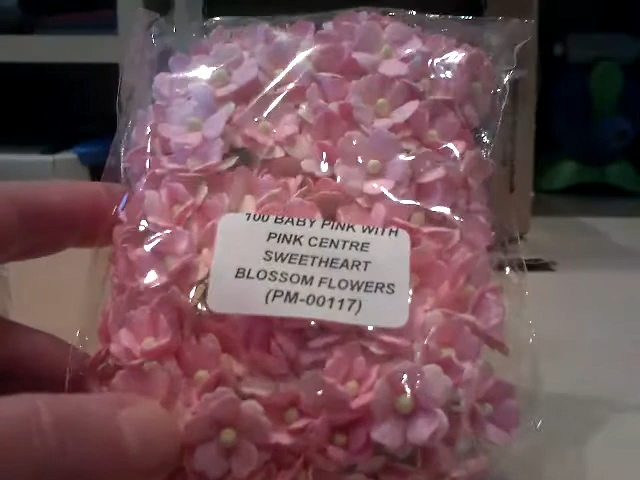 100 BABY PINK WITH
PINK CENTRE
SWEETHEART
BLOSSOM FLOWERS
(PM-00117)